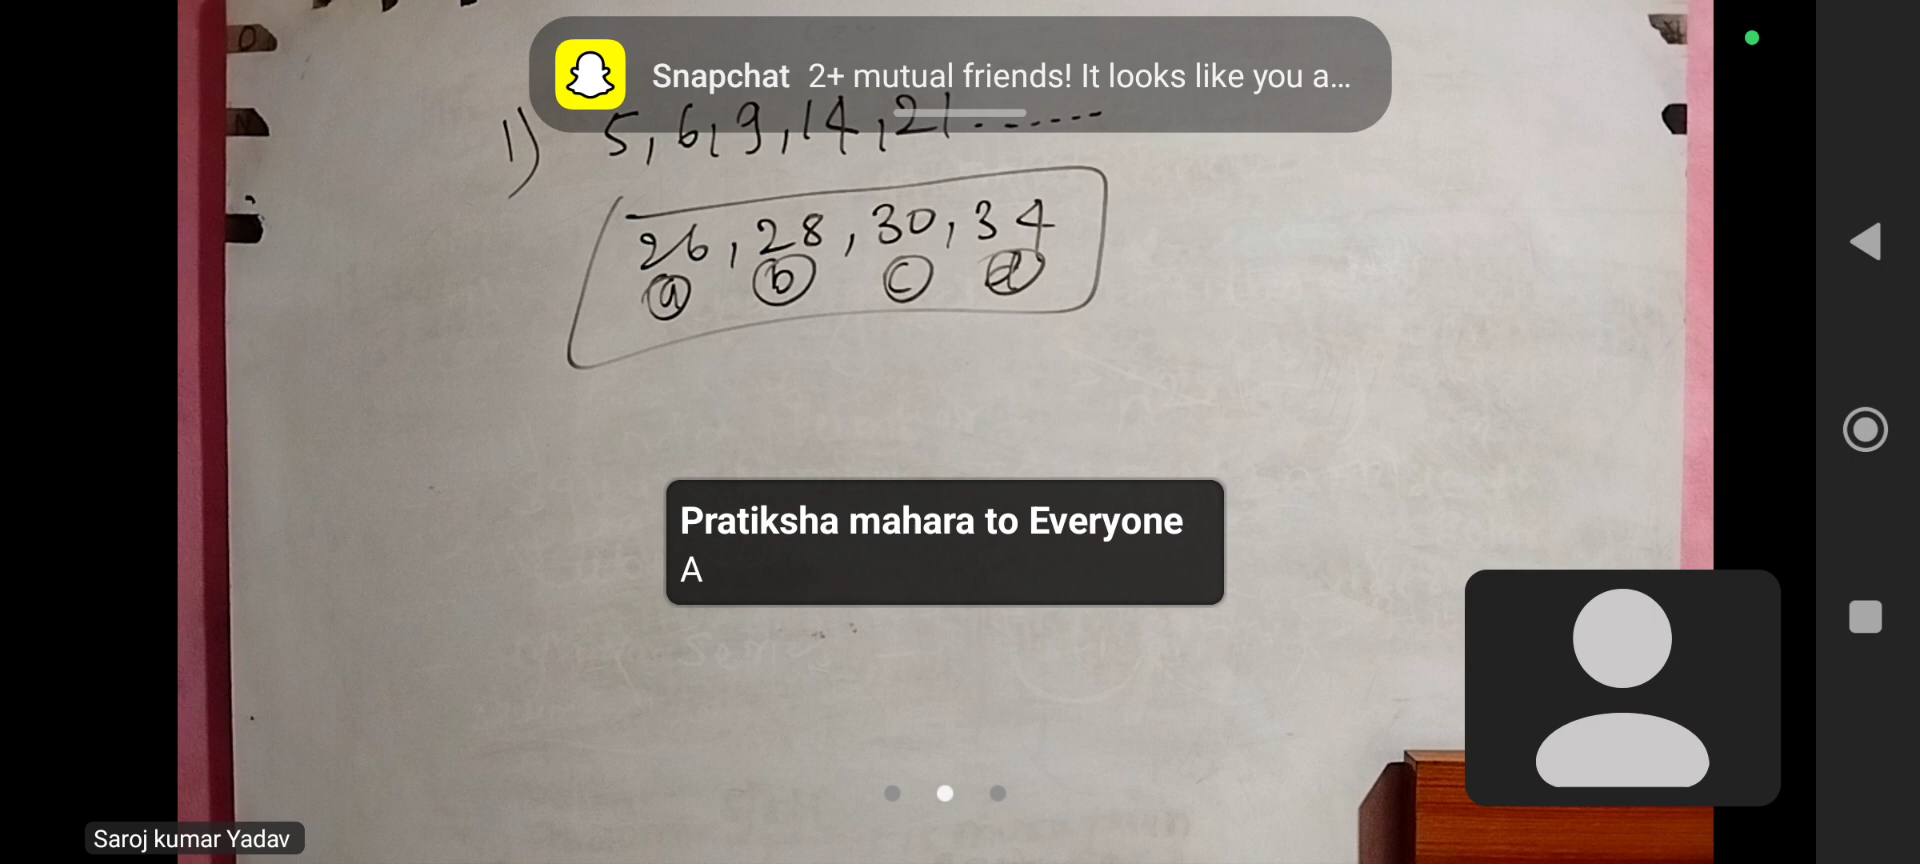 Snapchat 2+ mutual friends! It looks like you a...
1) 5, 6, 9, 14, 21 ......
26, 28, 30, 34
a b c d
Pratiksha mahara to Everyone
A
Saroj kumar Yadav